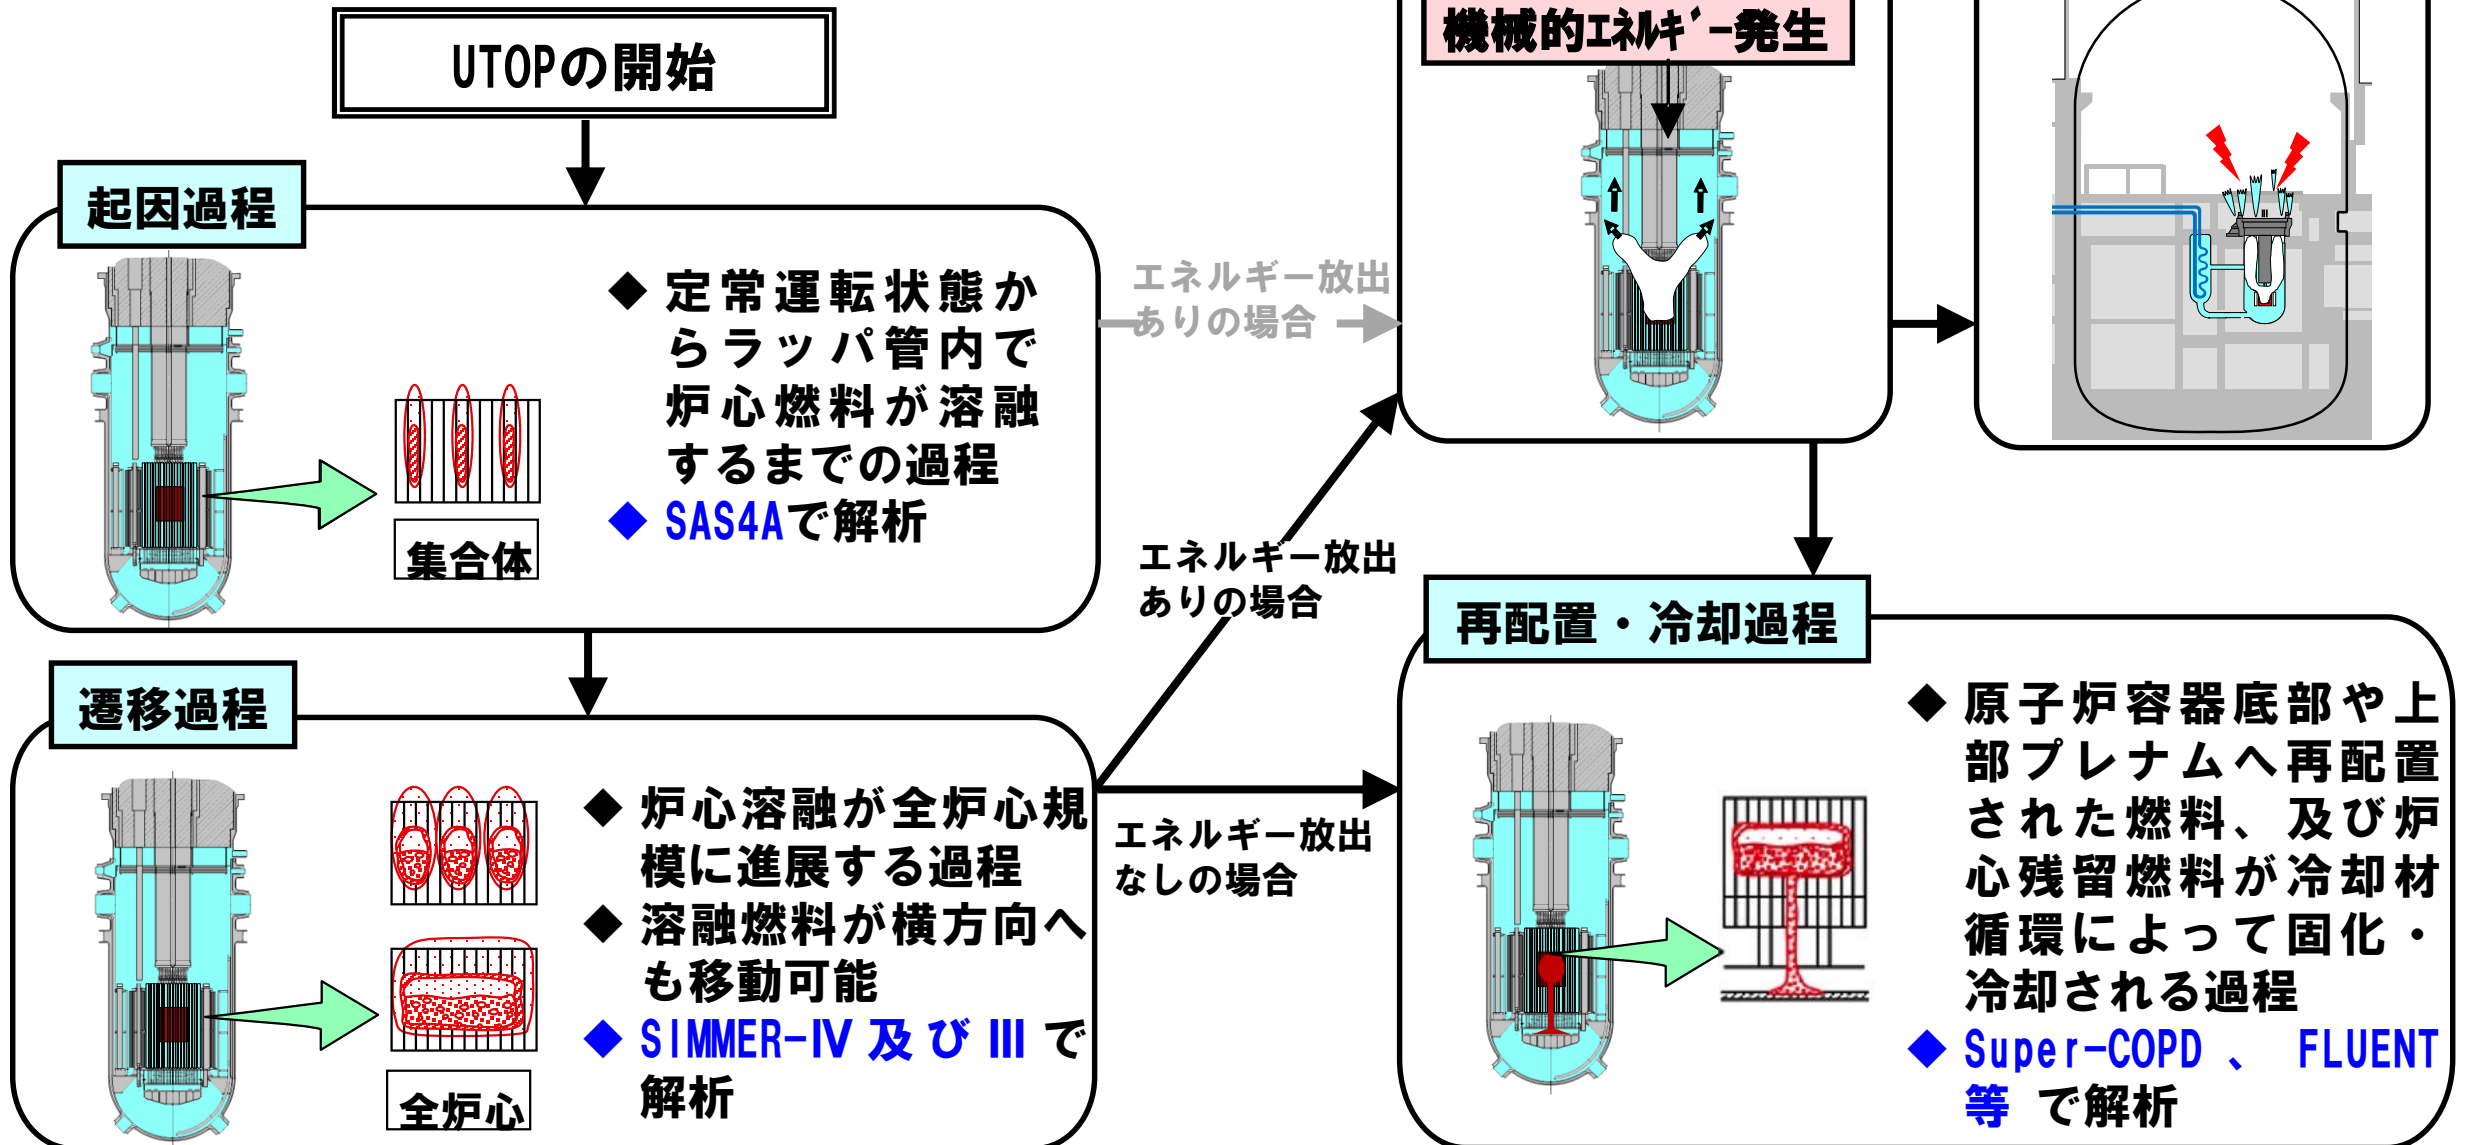 UTOPの開始
起因過程
◆ 定常運転状態か
らラッパ管内で
炉心燃料が溶融
するまでの過程
◆ SAS4Aで解析
集合体
遷移過程
◆ 炉心溶融が全炉心規
模に進展する過程
◆ 溶融燃料が横方向へ
も移動可能
◆ SIMMER-IV 及び III で
解析
全炉心
エネルギー放出
ありの場合
エネルギー放出
ありの場合
エネルギー放出
なしの場合
機械的ｴﾈﾙｷﾞｰ発生
再配置・冷却過程
◆ 原子炉容器底部や上
部プレナムへ再配置
された燃料、及び炉
心残留燃料が冷却材
循環によって固化・
冷却される過程
◆ Super-COPD 、 FLUENT
等 で解析